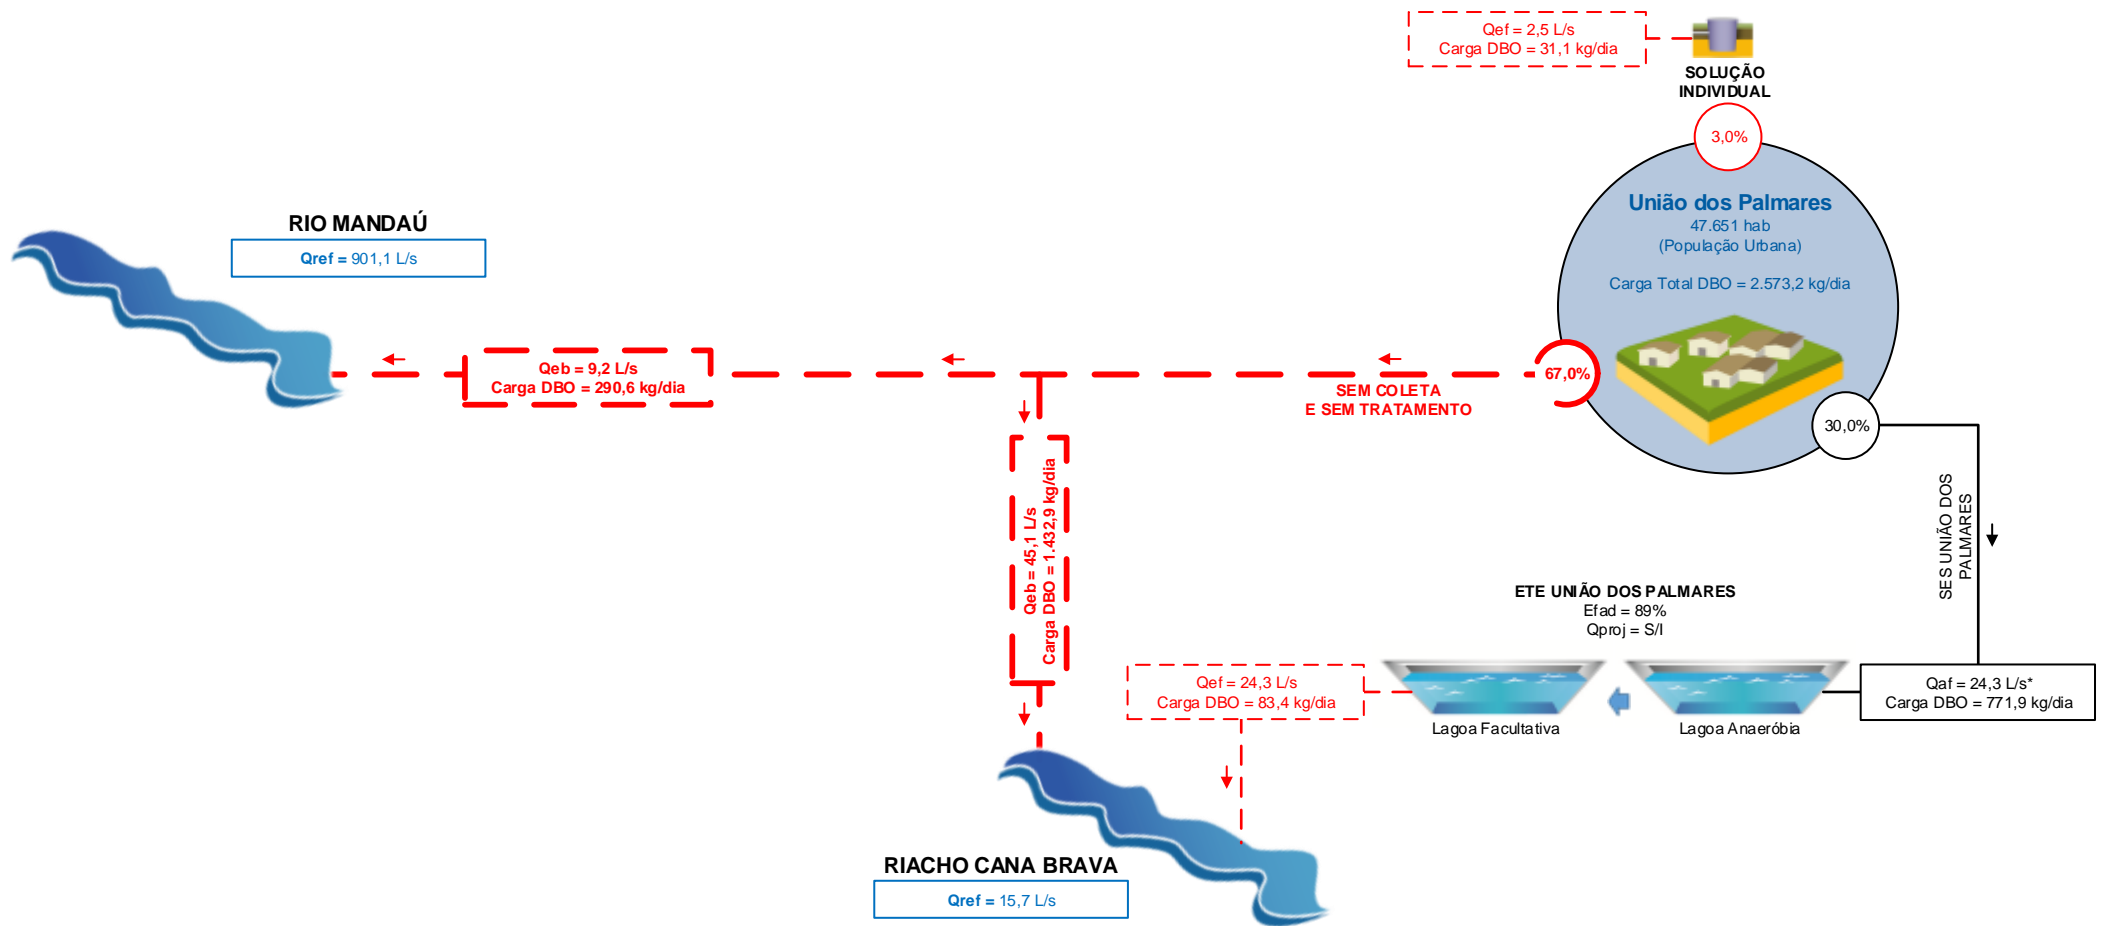 Qef = 2,5 L/s
Carga DBO = 31,1 kg/dia
SOLUÇÃO
INDIVIDUAL
3,0%
União dos Palmares
47.651 hab
(População Urbana)
Carga Total DBO = 2.573,2 kg/dia
RIO MANDAÚ
Qref = 901,1 L/s
Qeb = 9,2 L/s
Carga DBO = 290,6 kg/dia
67,0%
SEM COLETA
E SEM TRATAMENTO
30,0%
Qeb = 45,1 L/s
Carga DBO = 1.432,9 kg/dia
SES UNIÃO DOS
PALMARES
ETE UNIÃO DOS PALMARES
Efad = 89%
Qproj = S/I
Qef = 24,3 L/s
Carga DBO = 83,4 kg/dia
Qaf = 24,3 L/s*
Carga DBO = 771,9 kg/dia
Lagoa Facultativa
Lagoa Anaeróbia
RIACHO CANA BRAVA
Qref = 15,7 L/s